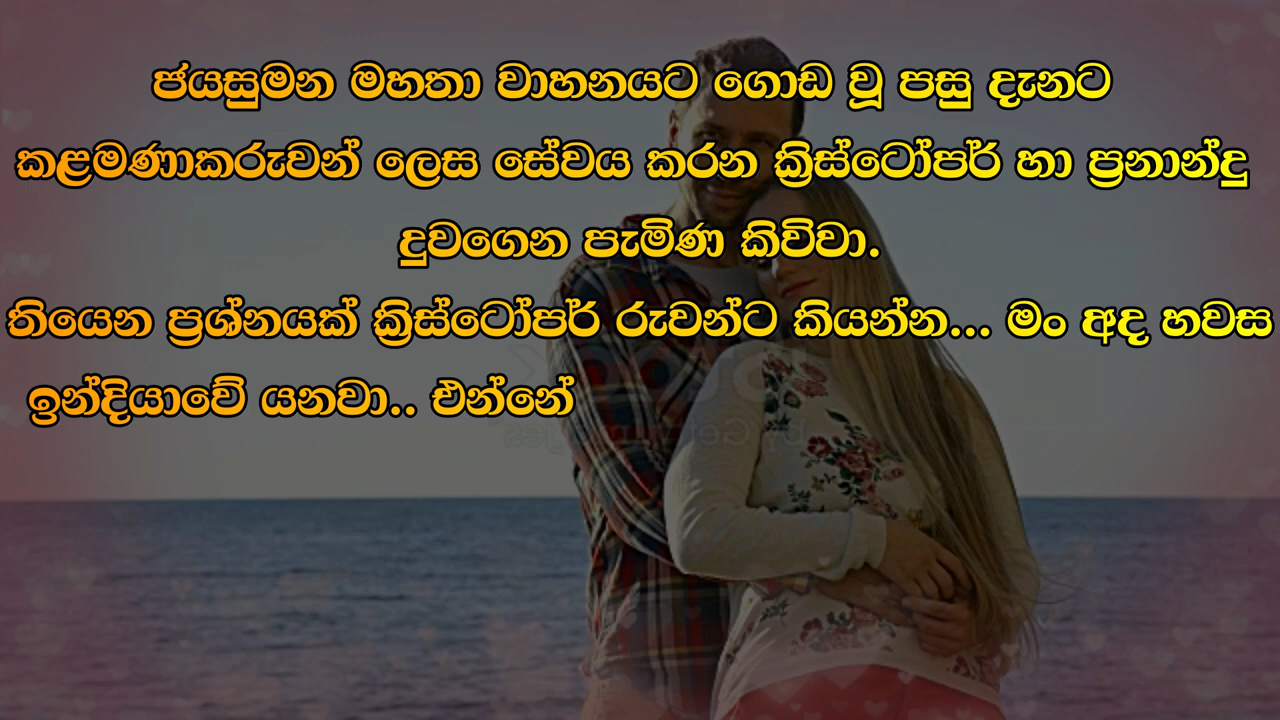 ජයසුමන මහතා වාහනයට ගොඩ වූ පසු දැනට
කළමණාකරුවන් ලෙස සේවය කරන ක්‍රිස්ටෝපර් හා ප්‍රනාන්දු
දුවගෙන පැමිණ කිව්වා.
තියෙන ප්‍රශ්නයක් ක්‍රිස්ටෝපර් රුවන්ට කියන්න... මං අද හවස
ඉන්දියාවේ යනවා.. එන්නේ